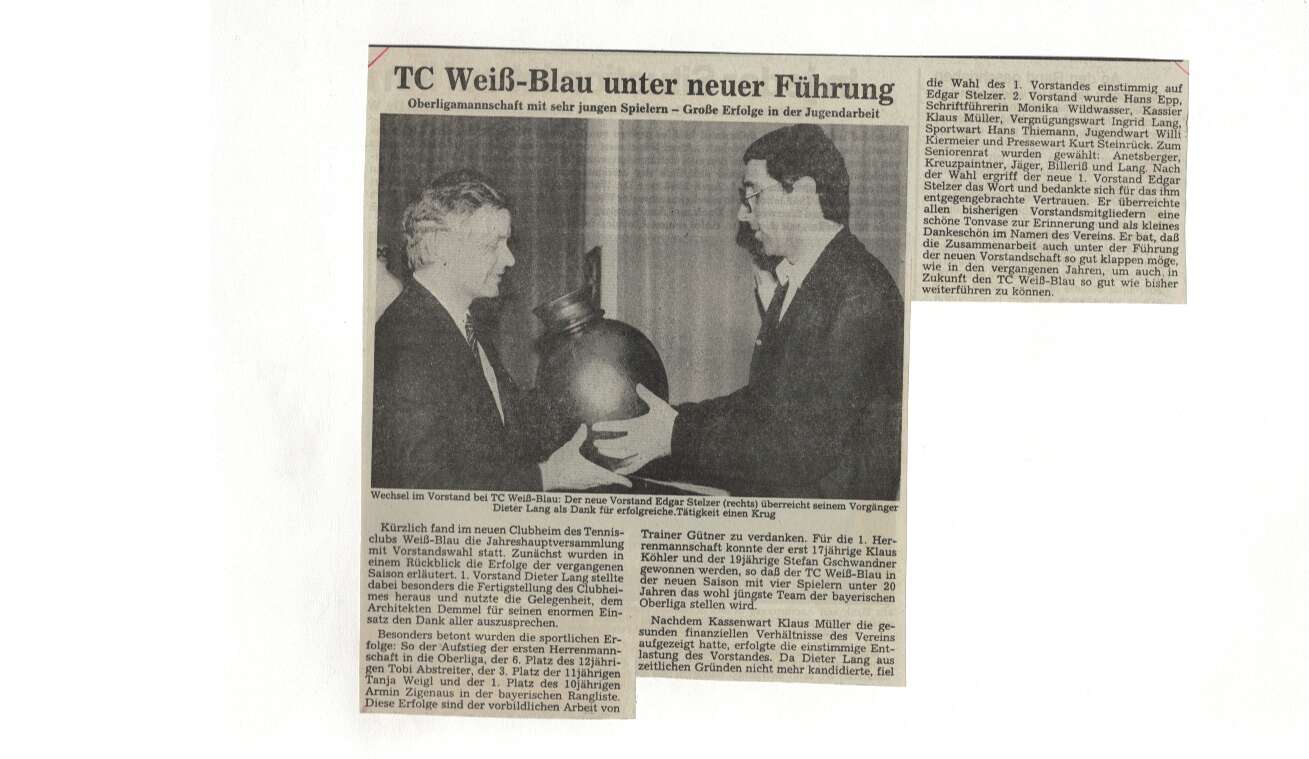 TC Weiß-Blau unter neuer Führung
Oberligamannschaft mit sehr jungen Spielern – Große Erfolge in der Jugendarbeit
Wechsel im Vorstand bei TC Weiß-Blau: Der neue Vorstand Edgar Stelzer (rechts) überreicht seinem Vorgänger
Dieter Lang als Dank für erfolgreiche Tätigkeit einen Krug
Kürzlich fand im neuen Clubheim des Tennis-
clubs Weiß-Blau die Jahreshauptversammlung
mit Vorstandswahl statt. Zunächst wurden in
einem Rückblick die Erfolge der vergangenen
Saison erläutert. 1. Vorstand Dieter Lang stellte
dabei besonders die Fertigstellung des Clubhei-
mes heraus und nutzte die Gelegenheit, dem
Architekten Demmel für seinen enormen Ein-
satz den Dank aller auszusprechen.
Besonders betont wurden die sportlichen Er-
folge: So der Aufstieg der ersten Herrenmann-
schaft in die Oberliga, der 6. Platz des 12jähri-
gen Tobi Abstreiter, der 3. Platz der 11jährigen
Tanja Weigl und der 1. Platz des 10jährigen
Armin Zigenaus in der bayerischen Rangliste.
Diese Erfolge sind der vorbildlichen Arbeit von
Trainer Gütner zu verdanken. Für die 1. Her-
renmannschaft konnte der erst 17jährige Klaus
Köhler und der 19jährige Stefan Gschwandner
gewonnen werden, so daß der TC Weiß-Blau in
der neuen Saison mit vier Spielern unter 20
Jahren das wohl jüngste Team der bayerischen
Oberliga stellen wird.
Nachdem Kassenwart Klaus Müller die ge-
sunden finanziellen Verhältnisse des Vereins
aufgezeigt hatte, erfolgte die einstimmige Ent-
lastung des Vorstandes. Da Dieter Lang aus
zeitlichen Gründen nicht mehr kandidierte, fiel
die Wahl des 1. Vorstandes einstimmig auf
Edgar Stelzer. 2. Vorstand wurde Hans Epp,
Schriftführerin Monika Wildwasser, Kassier
Klaus Müller, Vergnügungswart Ingrid Lang,
Sportwart Hans Thiemann, Jugendwart Willi
Kiermeier und Pressewart Kurt Steinrück. Zum
Seniorenrat wurden gewählt: Anetsberger,
Kreuzpaintner, Jäger, Billeriß und Lang. Nach
der Wahl ergriff der neue 1. Vorstand Edgar
Stelzer das Wort und bedankte sich für das ihm
entgegengebrachte Vertrauen. Er überreichte
allen bisherigen Vorstandsmitgliedern eine
schöne Tonvase zur Erinnerung und als kleines
Dankeschön im Namen des Vereins. Er bat, daß
die Zusammenarbeit auch unter der Führung
der neuen Vorstandschaft so gut klappen möge,
wie in den vergangenen Jahren, um auch in
Zukunft den TC Weiß-Blau so gut wie bisher
weiterführen zu können.